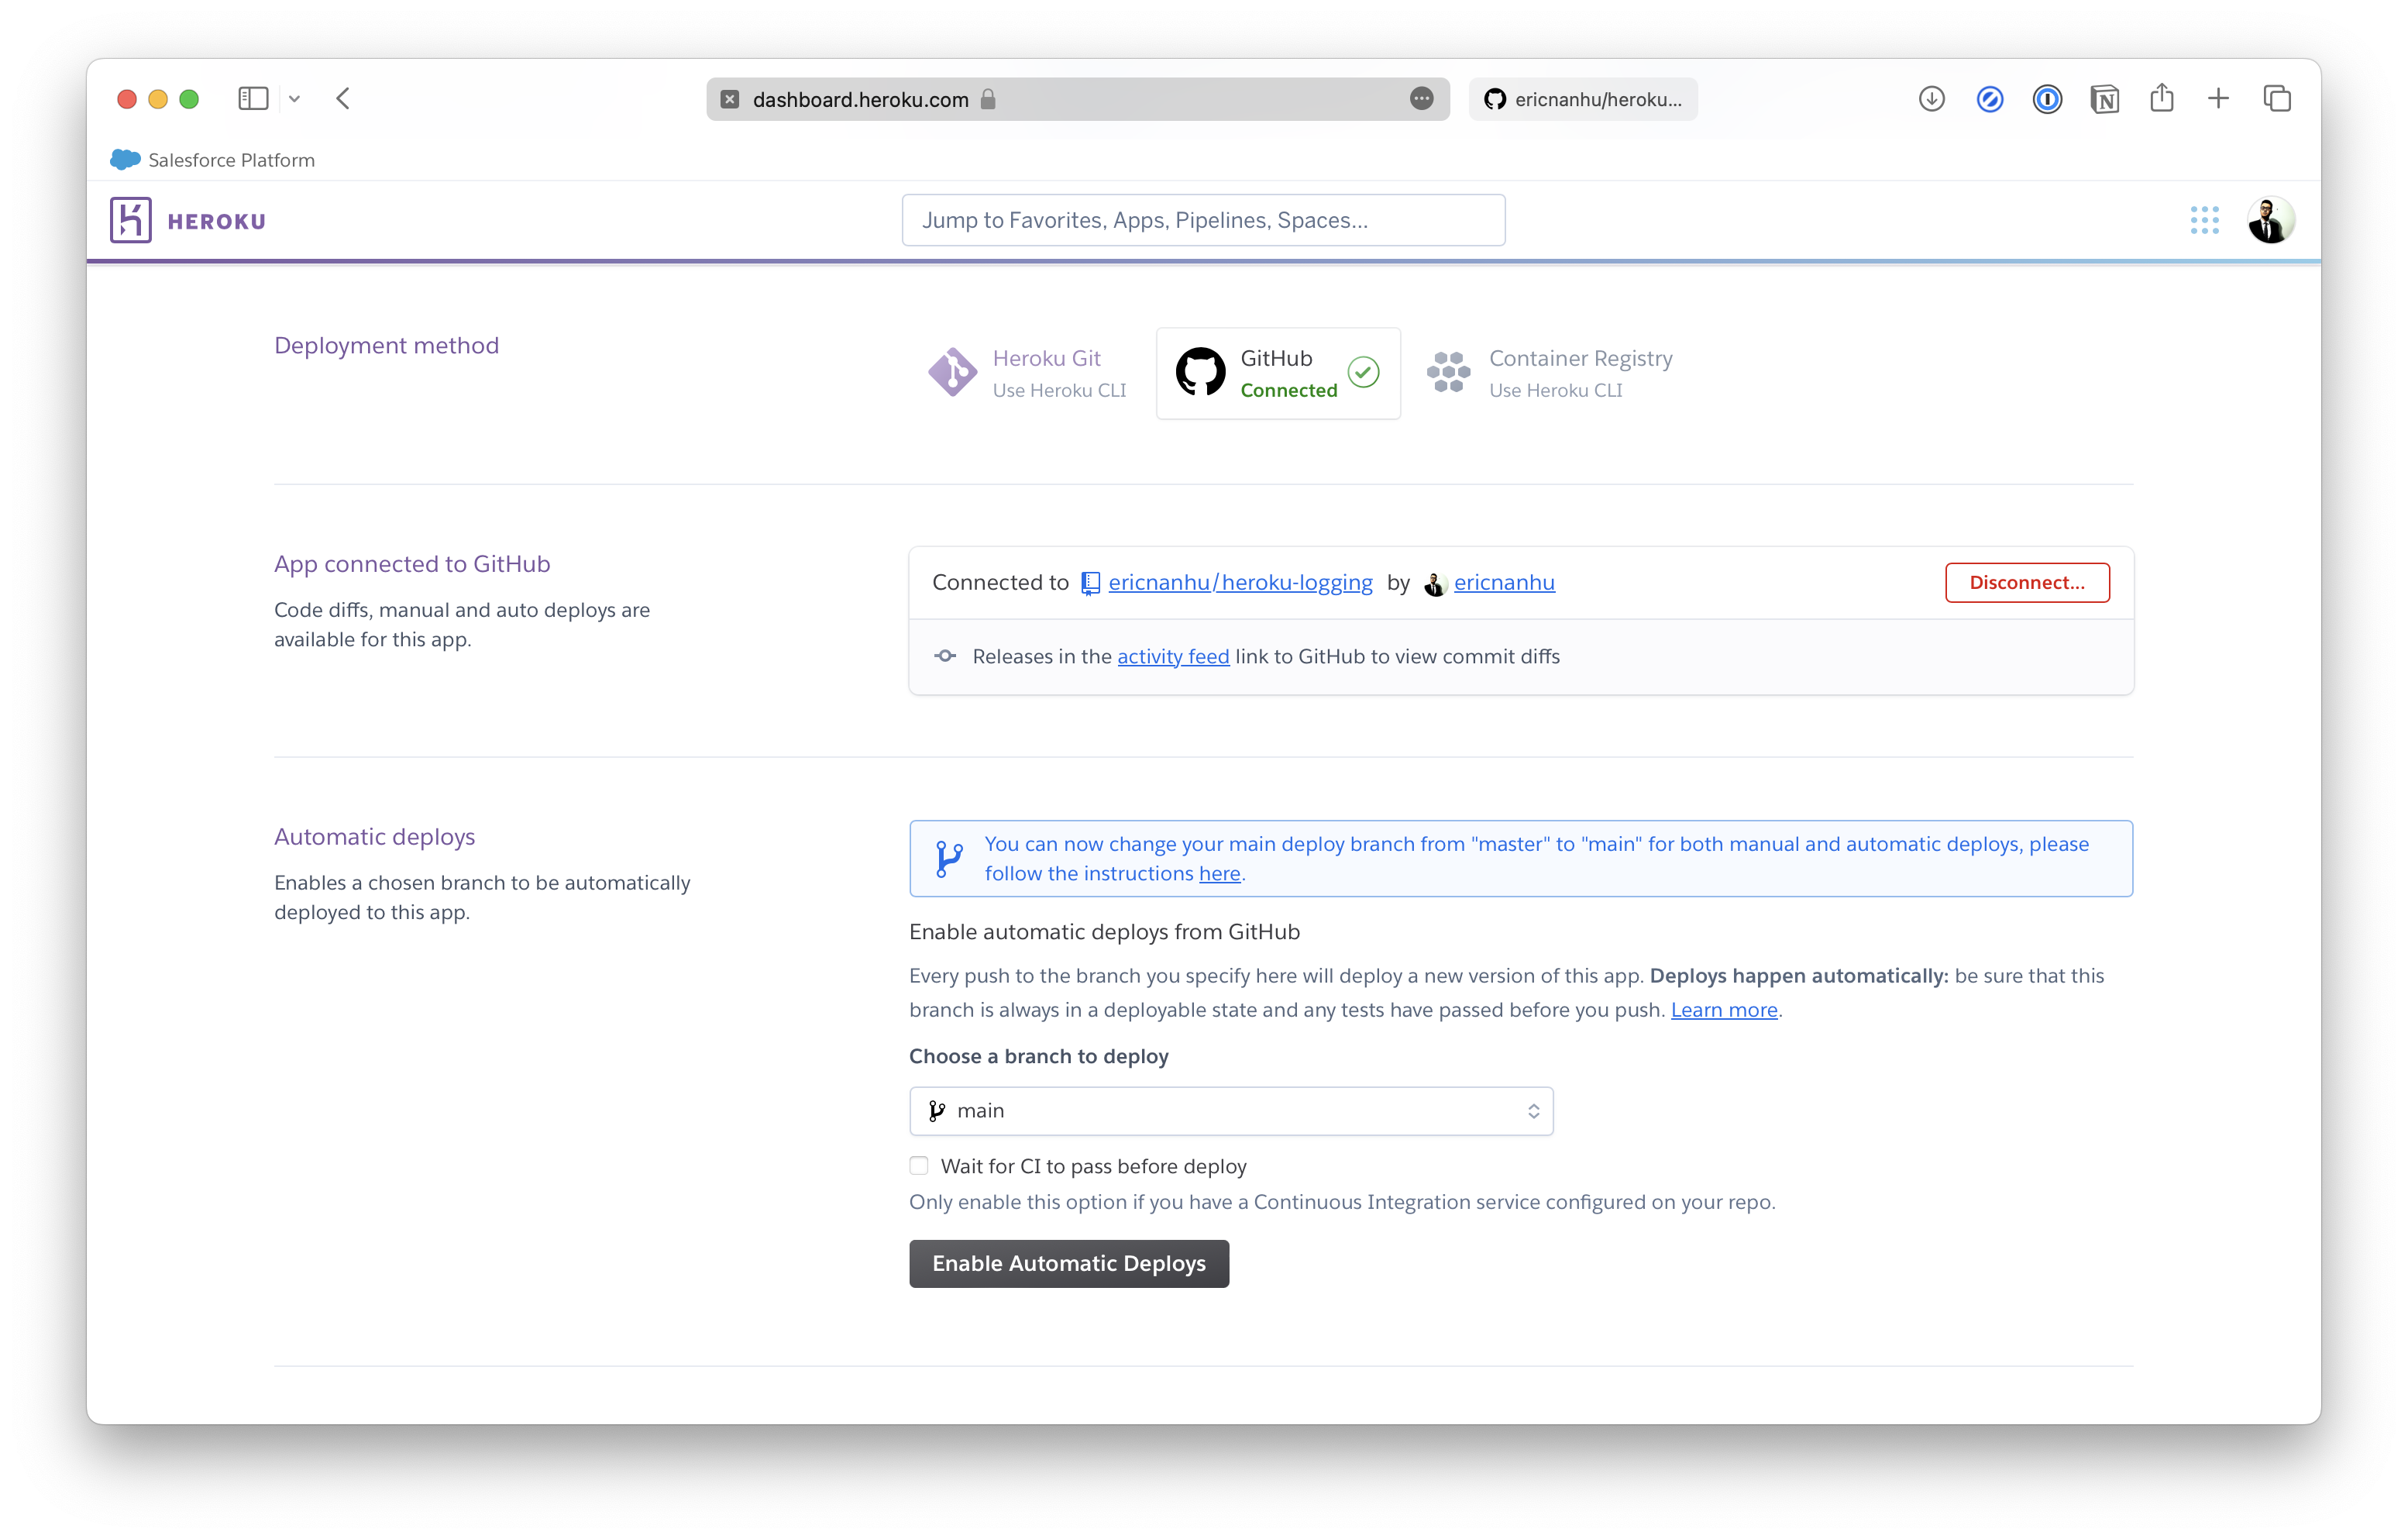 dashboard.heroku.com
ericnanhu/heroku...
Salesforce Platform
HEROKU
Jump to Favorites, Apps, Pipelines, Spaces...
Deployment method
Heroku Git
Use Heroku CLI
GitHub
Connected
Container Registry
Use Heroku CLI
App connected to GitHub
Code diffs, manual and auto deploys are
available for this app.
Connected to ericnanhu/heroku-logging by ericnanhu
Disconnect...
Releases in the activity feed link to GitHub to view commit diffs
Automatic deploys
Enables a chosen branch to be automatically
deployed to this app.
You can now change your main deploy branch from "master" to "main" for both manual and automatic deploys, please
follow the instructions here.
Enable automatic deploys from GitHub
Every push to the branch you specify here will deploy a new version of this app. Deploys happen automatically: be sure that this
branch is always in a deployable state and any tests have passed before you push. Learn more.
Choose a branch to deploy
main
Wait for CI to pass before deploy
Only enable this option if you have a Continuous Integration service configured on your repo.
Enable Automatic Deploys